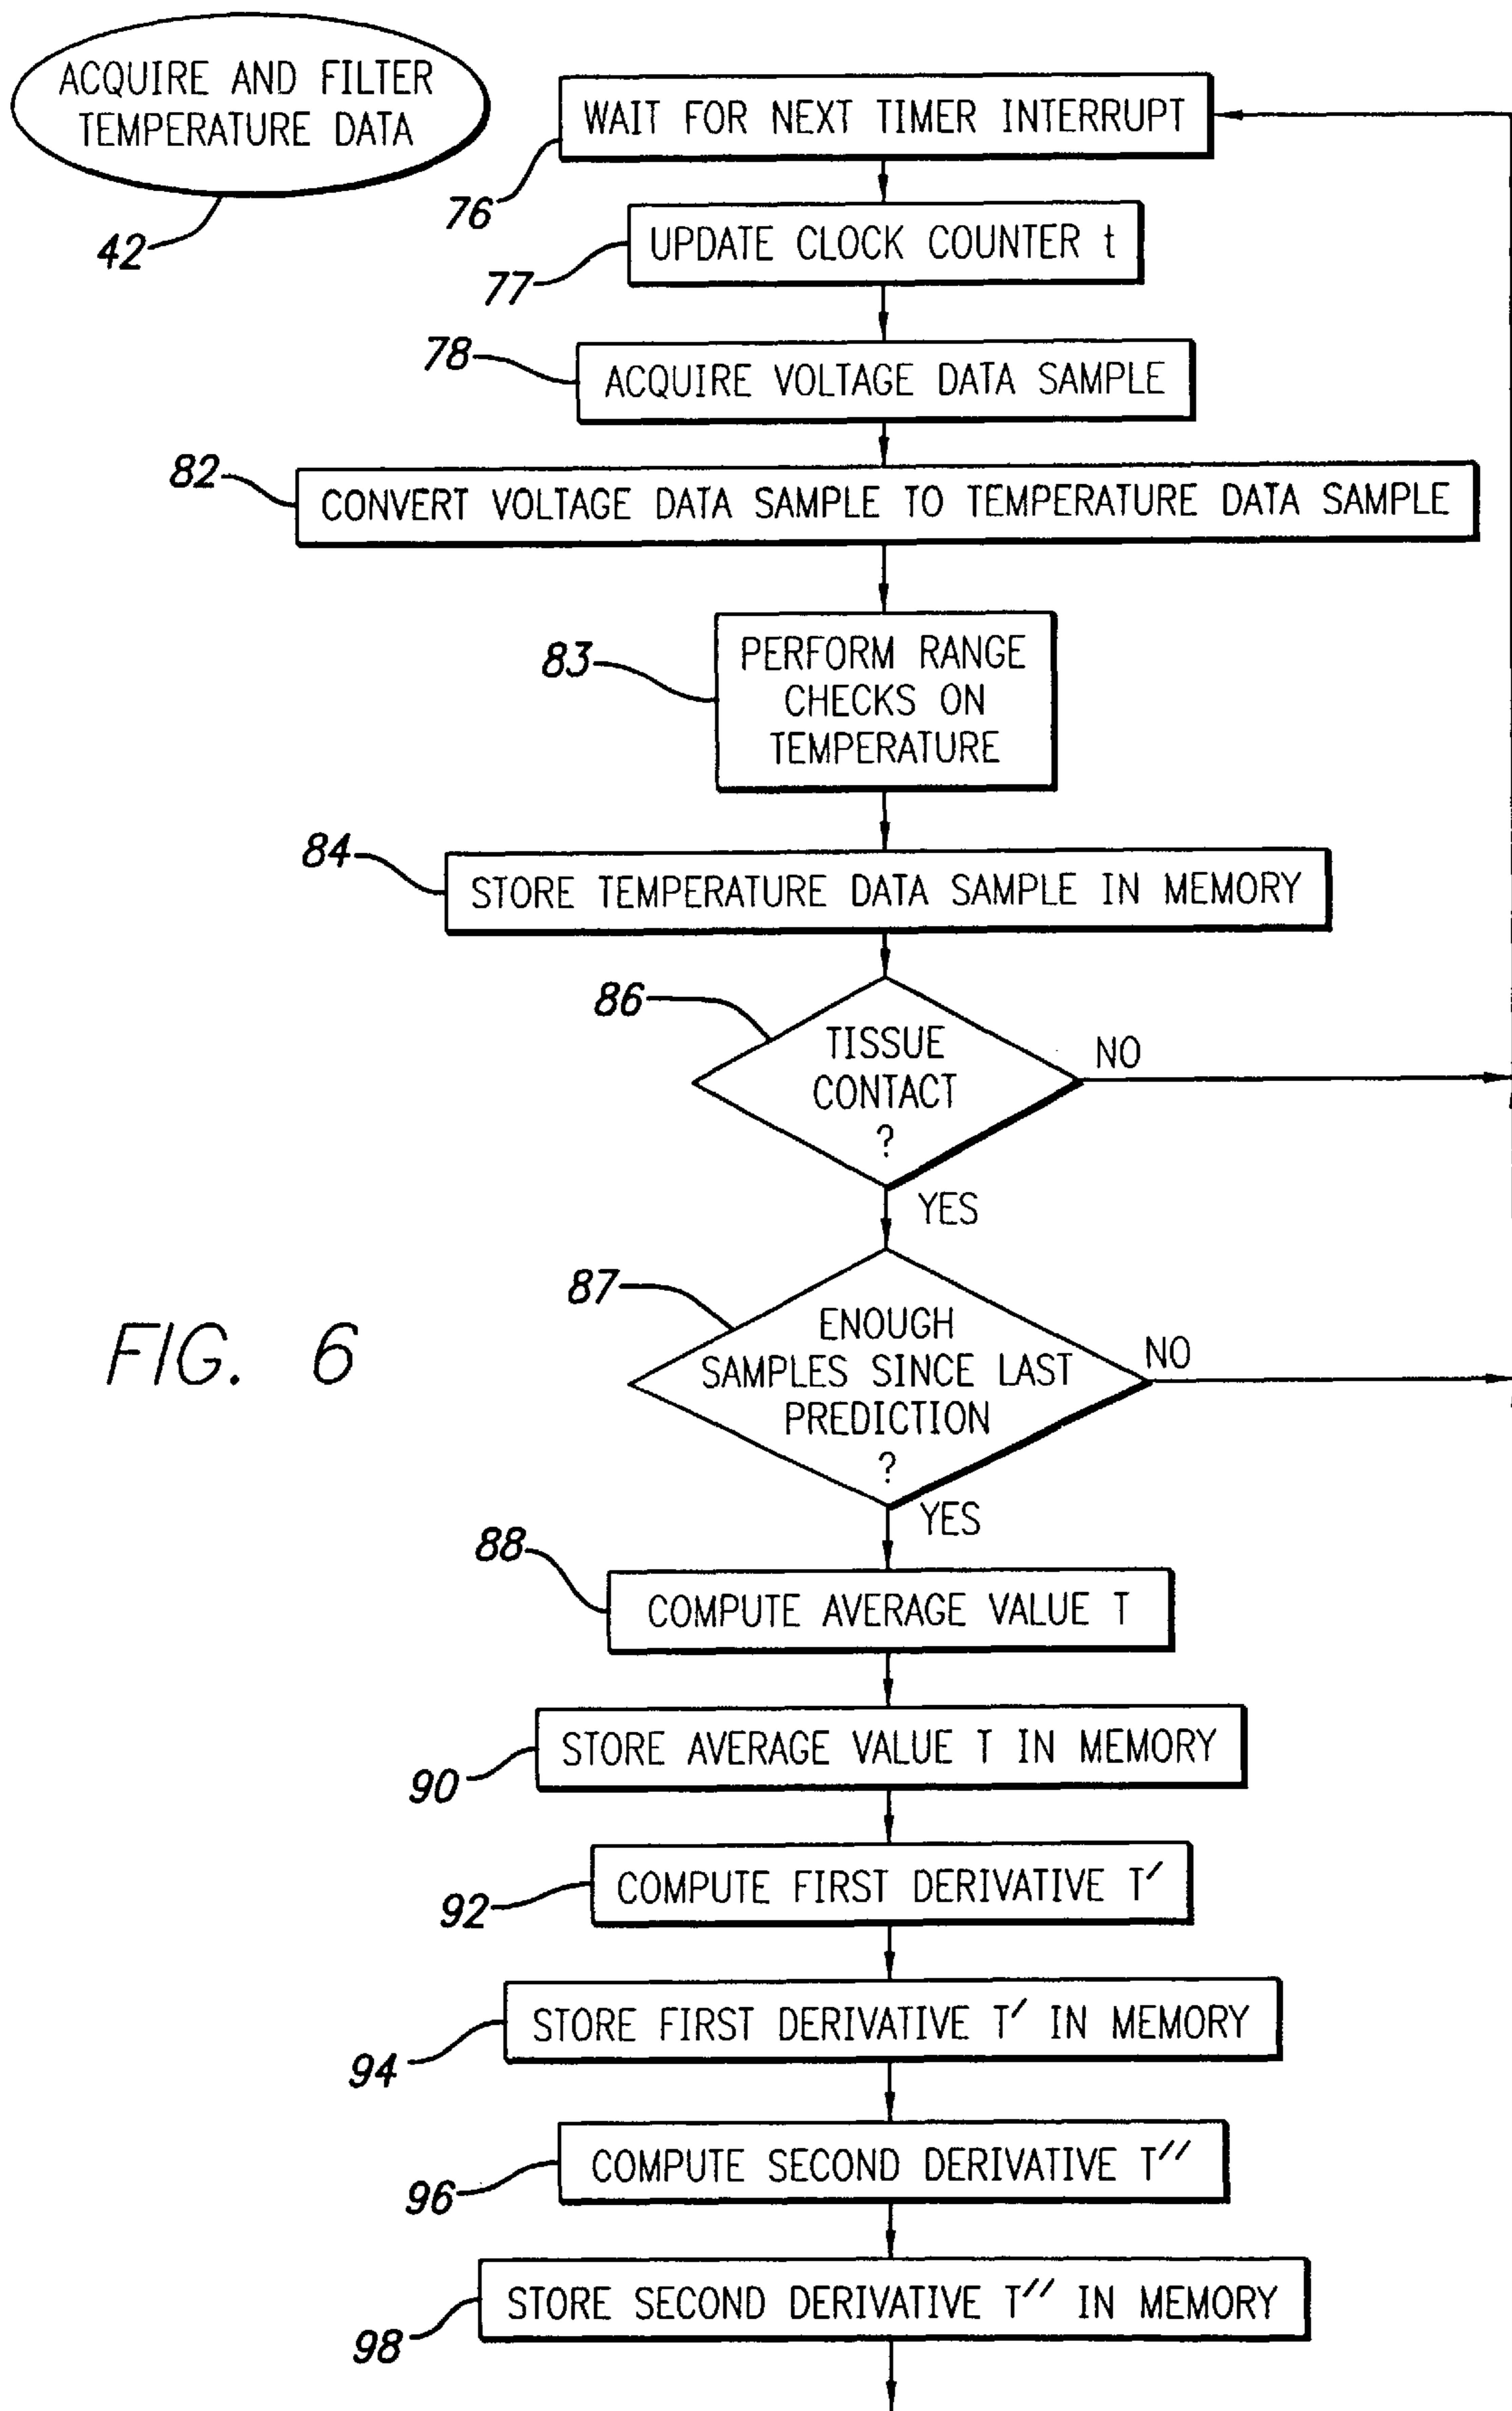 ACQUIRE AND FILTER
TEMPERATURE DATA
42
WAIT FOR NEXT TIMER INTERRUPT
76
UPDATE CLOCK COUNTER t
77
78
ACQUIRE VOLTAGE DATA SAMPLE
82
CONVERT VOLTAGE DATA SAMPLE TO TEMPERATURE DATA SAMPLE
83
PERFORM RANGE
CHECKS ON
TEMPERATURE
84
STORE TEMPERATURE DATA SAMPLE IN MEMORY
86
TISSUE
CONTACT
?
NO
YES
87
ENOUGH
SAMPLES SINCE LAST
PREDICTION
?
NO
YES
FIG. 6
88
COMPUTE AVERAGE VALUE T
STORE AVERAGE VALUE T IN MEMORY
90
COMPUTE FIRST DERIVATIVE T′
92
STORE FIRST DERIVATIVE T′ IN MEMORY
94
COMPUTE SECOND DERIVATIVE T′′
96
STORE SECOND DERIVATIVE T′′ IN MEMORY
98